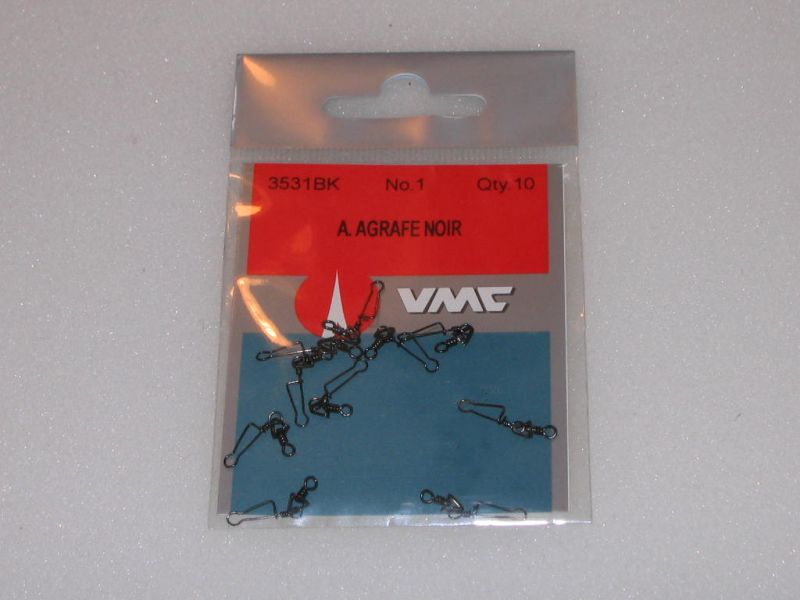 3531BK No.1 Qty.10
A. AGRAFE NOIR
VMC